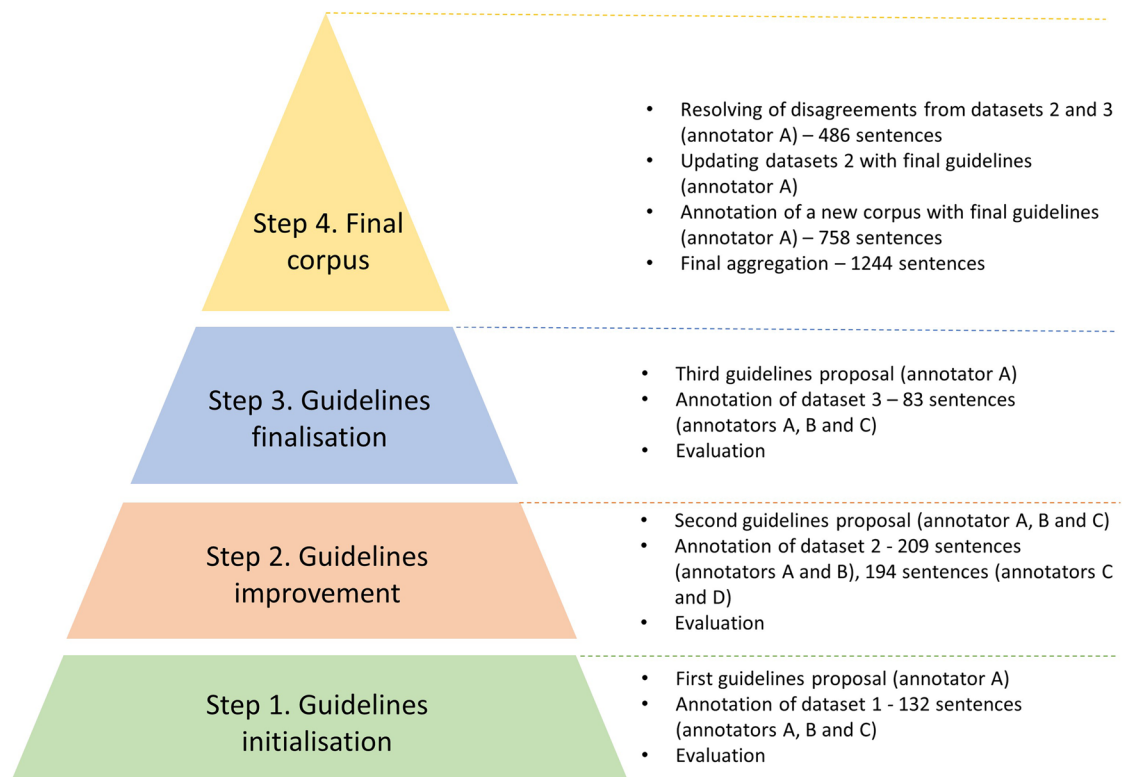 Step 4. Final
corpus
• Resolving of disagreements from datasets 2 and 3
(annotator A) – 486 sentences
• Updating datasets 2 with final guidelines
(annotator A)
• Annotation of a new corpus with final guidelines
(annotator A) – 758 sentences
• Final aggregation – 1244 sentences
Step 3. Guidelines
finalisation
• Third guidelines proposal (annotator A)
• Annotation of dataset 3 – 83 sentences
(annotators A, B and C)
• Evaluation
Step 2. Guidelines
improvement
• Second guidelines proposal (annotator A, B and C)
• Annotation of dataset 2 - 209 sentences
(annotators A and B), 194 sentences (annotators C
and D)
• Evaluation
Step 1. Guidelines
initialisation
• First guidelines proposal (annotator A)
• Annotation of dataset 1 - 132 sentences
(annotators A, B and C)
• Evaluation